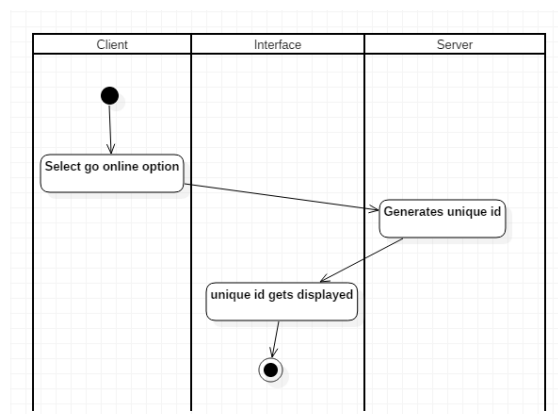 Client
Interface
Server
Select go online option
Generates unique id
unique id gets displayed